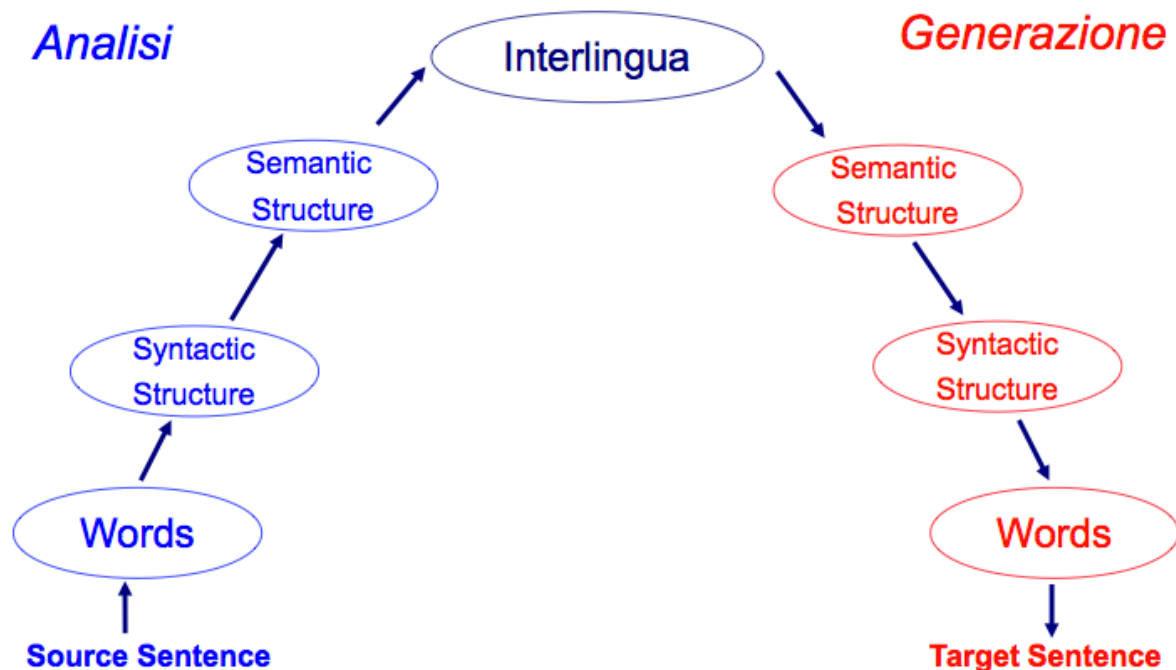 Analisi
Generazione
Interlingua
Semantic
Structure
Semantic
Structure
Syntactic
Structure
Syntactic
Structure
Words
Words
Source Sentence
Target Sentence